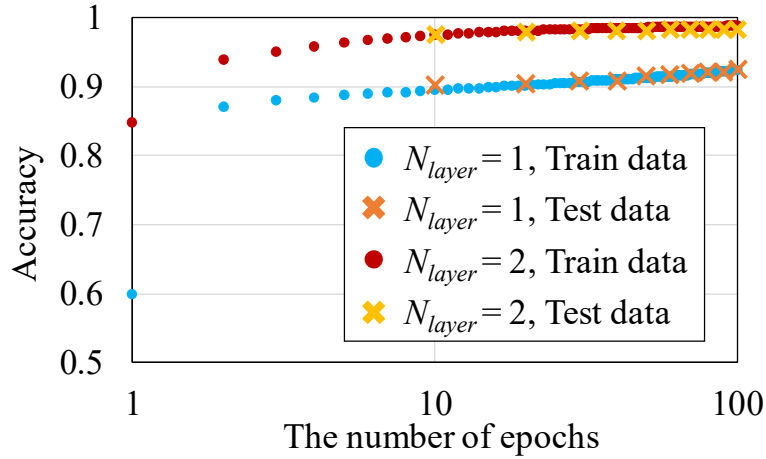 1
0.9
0.8
0.7
0.6
0.5
Accuracy
N_layer = 1, Train data
N_layer = 1, Test data
N_layer = 2, Train data
N_layer = 2, Test data
1 10 100
The number of epochs